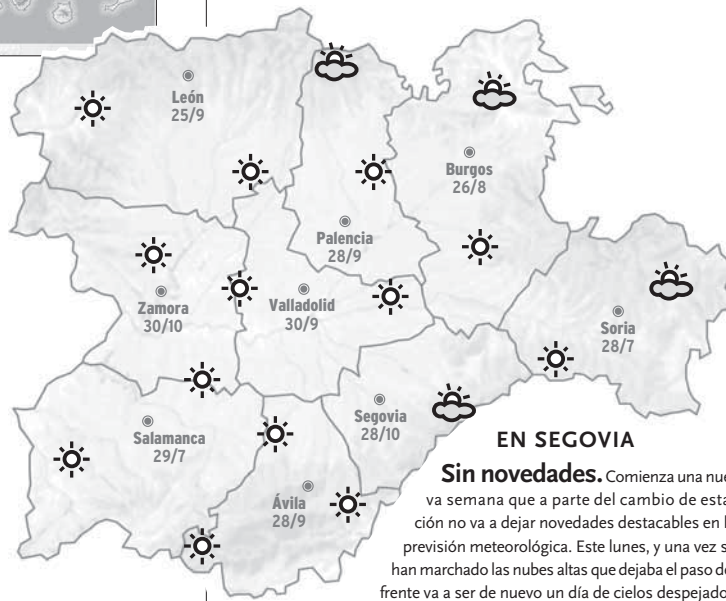 León
25/9
Burgos
26/8
Palencia
28/9
Zamora
30/10
Valladolid
30/9
Soria
28/7
Segovia
28/10
Salamanca
29/7
Ávila
28/9
EN SEGOVIA
Sin novedades. Comienza una nue
va semana que a parte del cambio de esta
ción no va a dejar novedades destacables en
previsión meteorológica. Este lunes, y una vez
han marchado las nubes altas que dejaba el paso
frente va a ser de nuevo un día de cielos despejado